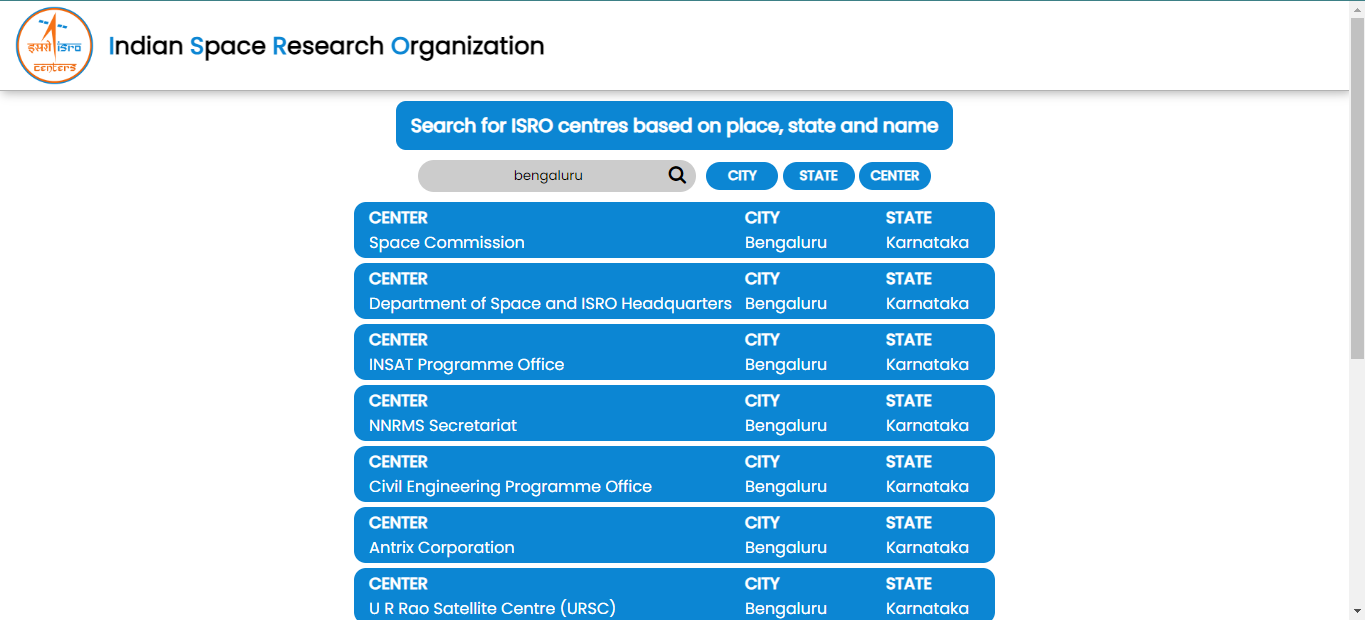 इसरो isro
centers
Indian Space Research Organization
Search for ISRO centres based on place, state and name
bengaluru CITY STATE CENTER
CENTER CITY STATE
Space Commission Bengaluru Karnataka
CENTER CITY STATE
Department of Space and ISRO Headquarters Bengaluru Karnataka
CENTER CITY STATE
INSAT Programme Office Bengaluru Karnataka
CENTER CITY STATE
NNRMS Secretariat Bengaluru Karnataka
CENTER CITY STATE
Civil Engineering Programme Office Bengaluru Karnataka
CENTER CITY STATE
Antrix Corporation Bengaluru Karnataka
CENTER CITY STATE
U R Rao Satellite Centre (URSC) Bengaluru Karnataka